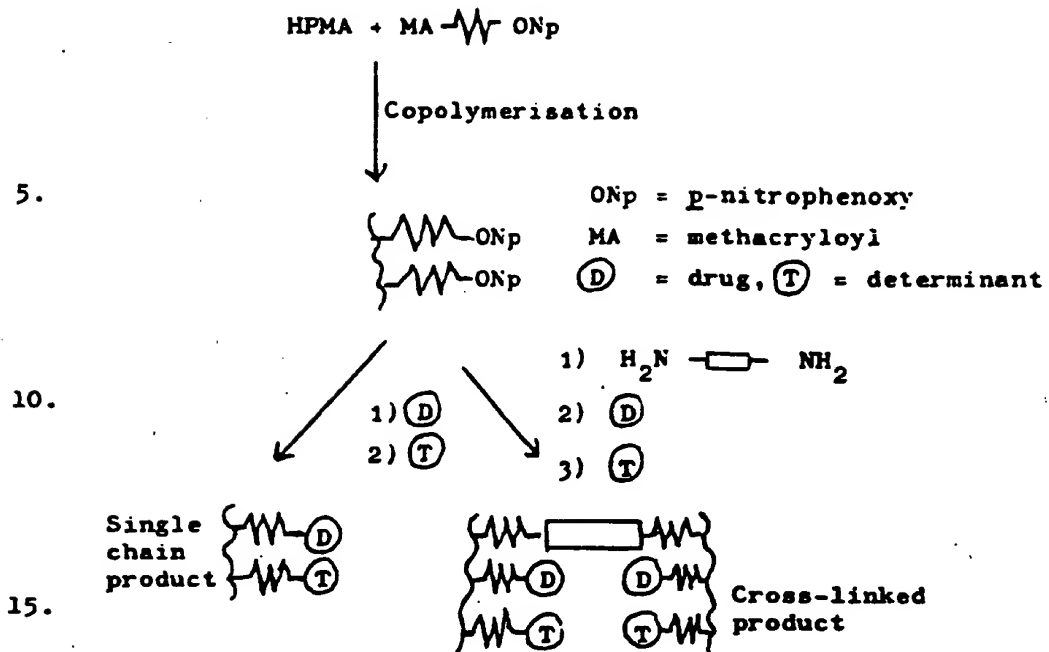 HPMA + MA ONp
Copolymerisation
5.
ONp = p-nitrophenoxy
ONp
MA = methacryloyl
ONp
D = drug, T = determinant
1) H2N NH2
10.
1) D
2) D
2) T
3) T
Single chain product
D
T
D D
T T
Cross-linked product
15.